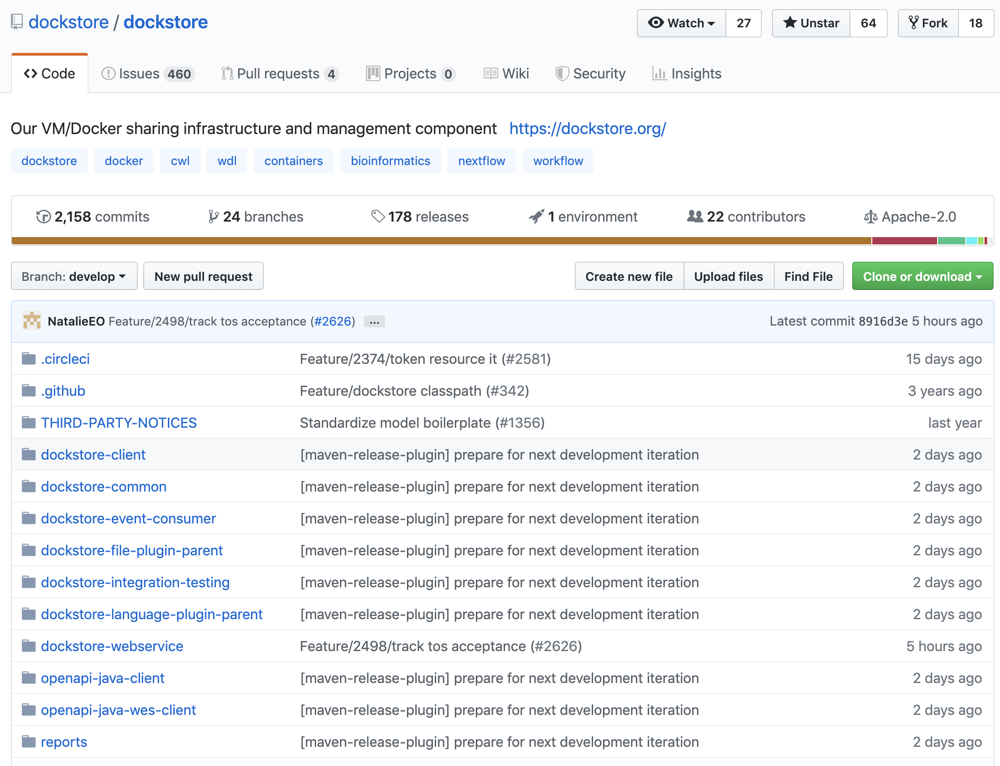 dockstore / dockstore Watch 27 Unstar 64 Fork 18
Code Issues 460 Pull requests 4 Projects 0 Wiki Security Insights
Our VM/Docker sharing infrastructure and management component https://dockstore.org/
dockstore docker cwl wdl containers bioinformatics nextflow workflow
2,158 commits 24 branches 178 releases 1 environment 22 contributors Apache-2.0
Branch: develop New pull request Create new file Upload files Find File Clone or download
NatalieEO Feature/2498/track tos acceptance (#2626) ... Latest commit 8916d3e 5 hours ago
.circleci Feature/2374/token resource it (#2581) 15 days ago
.github Feature/dockstore classpath (#342) 3 years ago
THIRD-PARTY-NOTICES Standardize model boilerplate (#1356) last year
dockstore-client [maven-release-plugin] prepare for next development iteration 2 days ago
dockstore-common [maven-release-plugin] prepare for next development iteration 2 days ago
dockstore-event-consumer [maven-release-plugin] prepare for next development iteration 2 days ago
dockstore-file-plugin-parent [maven-release-plugin] prepare for next development iteration 2 days ago
dockstore-integration-testing [maven-release-plugin] prepare for next development iteration 2 days ago
dockstore-language-plugin-parent [maven-release-plugin] prepare for next development iteration 2 days ago
dockstore-webservice Feature/2498/track tos acceptance (#2626) 5 hours ago
openapi-java-client [maven-release-plugin] prepare for next development iteration 2 days ago
openapi-java-wes-client [maven-release-plugin] prepare for next development iteration 2 days ago
reports [maven-release-plugin] prepare for next development iteration 2 days ago